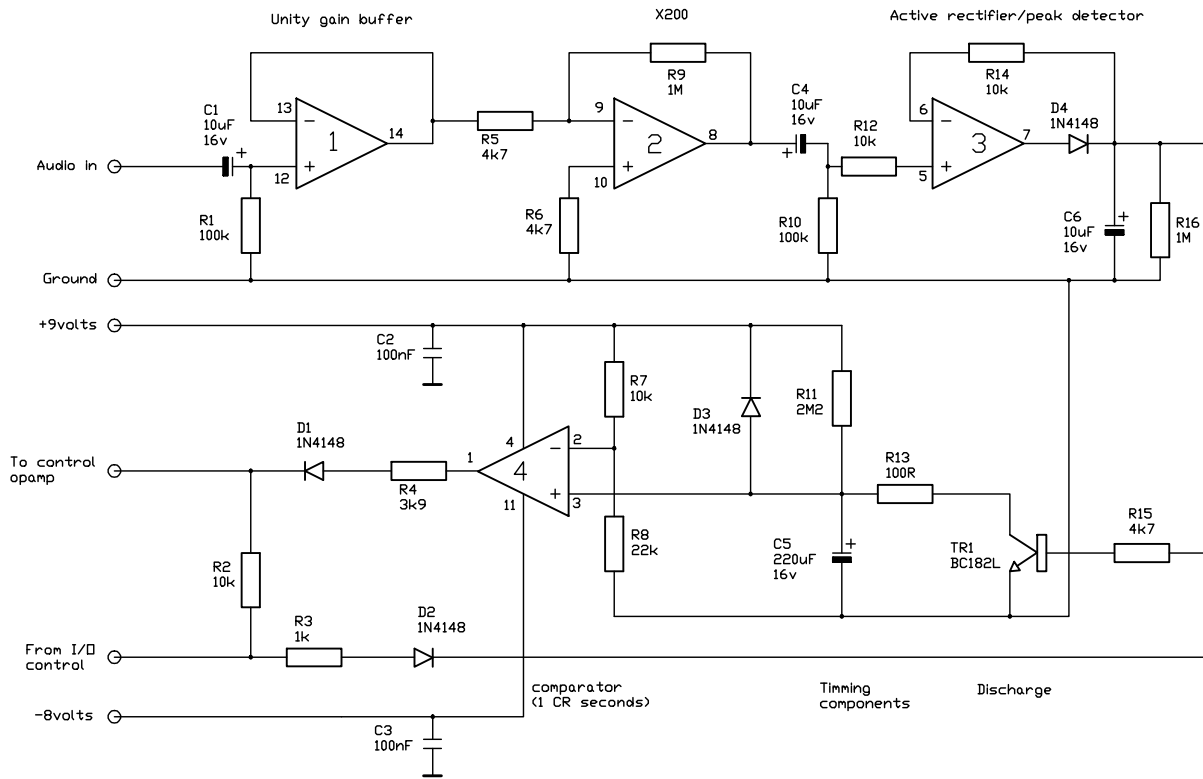 Unity gain buffer
X200
Active rectifier/peak detector
R9
1M
R14
10k
C1
10uF
16v
+
13
−
1
14
+
12
R5
4k7
9
−
2
8
+
10
C4
10uF
16v
+
R12
10k
6
−
3
7
+
5
D4
1N4148
Audio in
R1
100k
R6
4k7
R10
100k
C6
10uF
16v
+
R16
1M
Ground
+9volts
C2
100nF
R7
10k
D3
1N4148
R11
2M2
D1
1N4148
To control
opamp
1
R4
3k9
4
4
11
−
2
+
3
R13
100R
R8
22k
C5
220uF
16v
+
TR1
BC182L
R15
4k7
R2
10k
R3
1k
D2
1N4148
From I/O
control
comparator
(1 CR seconds)
Timming
components
Discharge
-8volts
C3
100nF